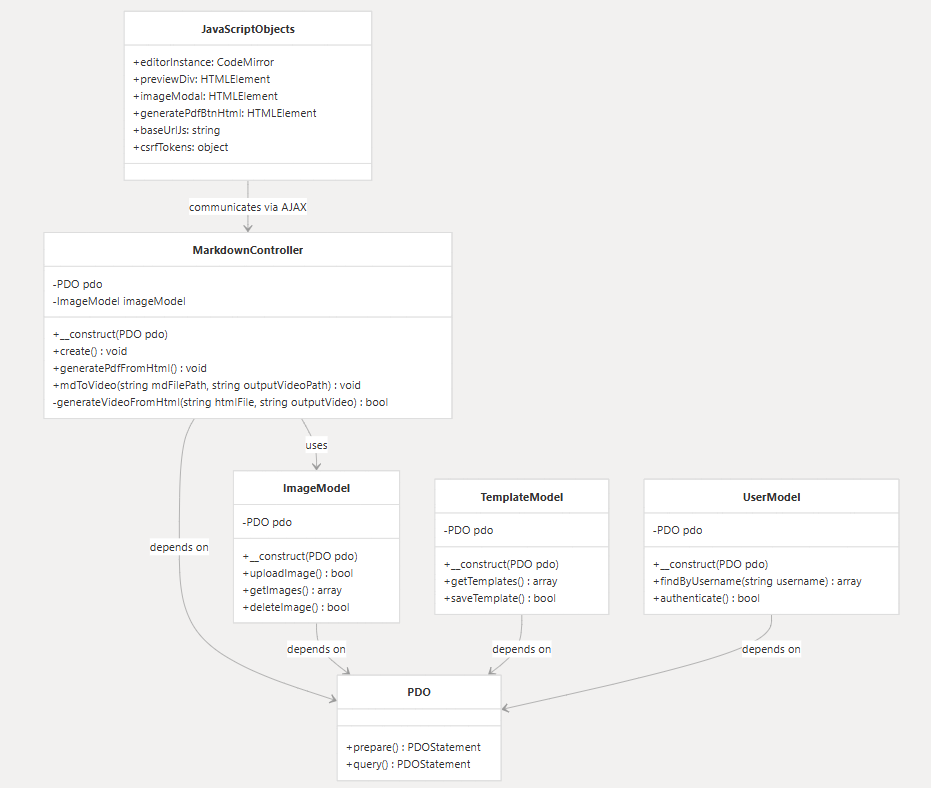 JavaScriptObjects
+editorInstance: CodeMirror
+previewDiv: HTMLElement
+imageModal: HTMLElement
+generatePdfBtnHtml: HTMLElement
+baseUrlJs: string
+csrfTokens: object
communicates via AJAX
MarkdownController
-PDO pdo
-ImageModel imageModel
+__construct(PDO pdo)
+create() : void
+generatePdfFromHtml() : void
+mdToVideo(string mdFilePath, string outputVideoPath) : void
-generateVideoFromHtml(string htmlFile, string outputVideo) : bool
uses
depends on
ImageModel
-PDO pdo
+__construct(PDO pdo)
+uploadImage() : bool
+getImages() : array
+deleteImage() : bool
TemplateModel
-PDO pdo
+__construct(PDO pdo)
+getTemplates() : array
+saveTemplate() : bool
UserModel
-PDO pdo
+__construct(PDO pdo)
+findByUsername(string username) : array
+authenticate() : bool
depends on
depends on
depends on
PDO
+prepare() : PDOStatement
+query() : PDOStatement